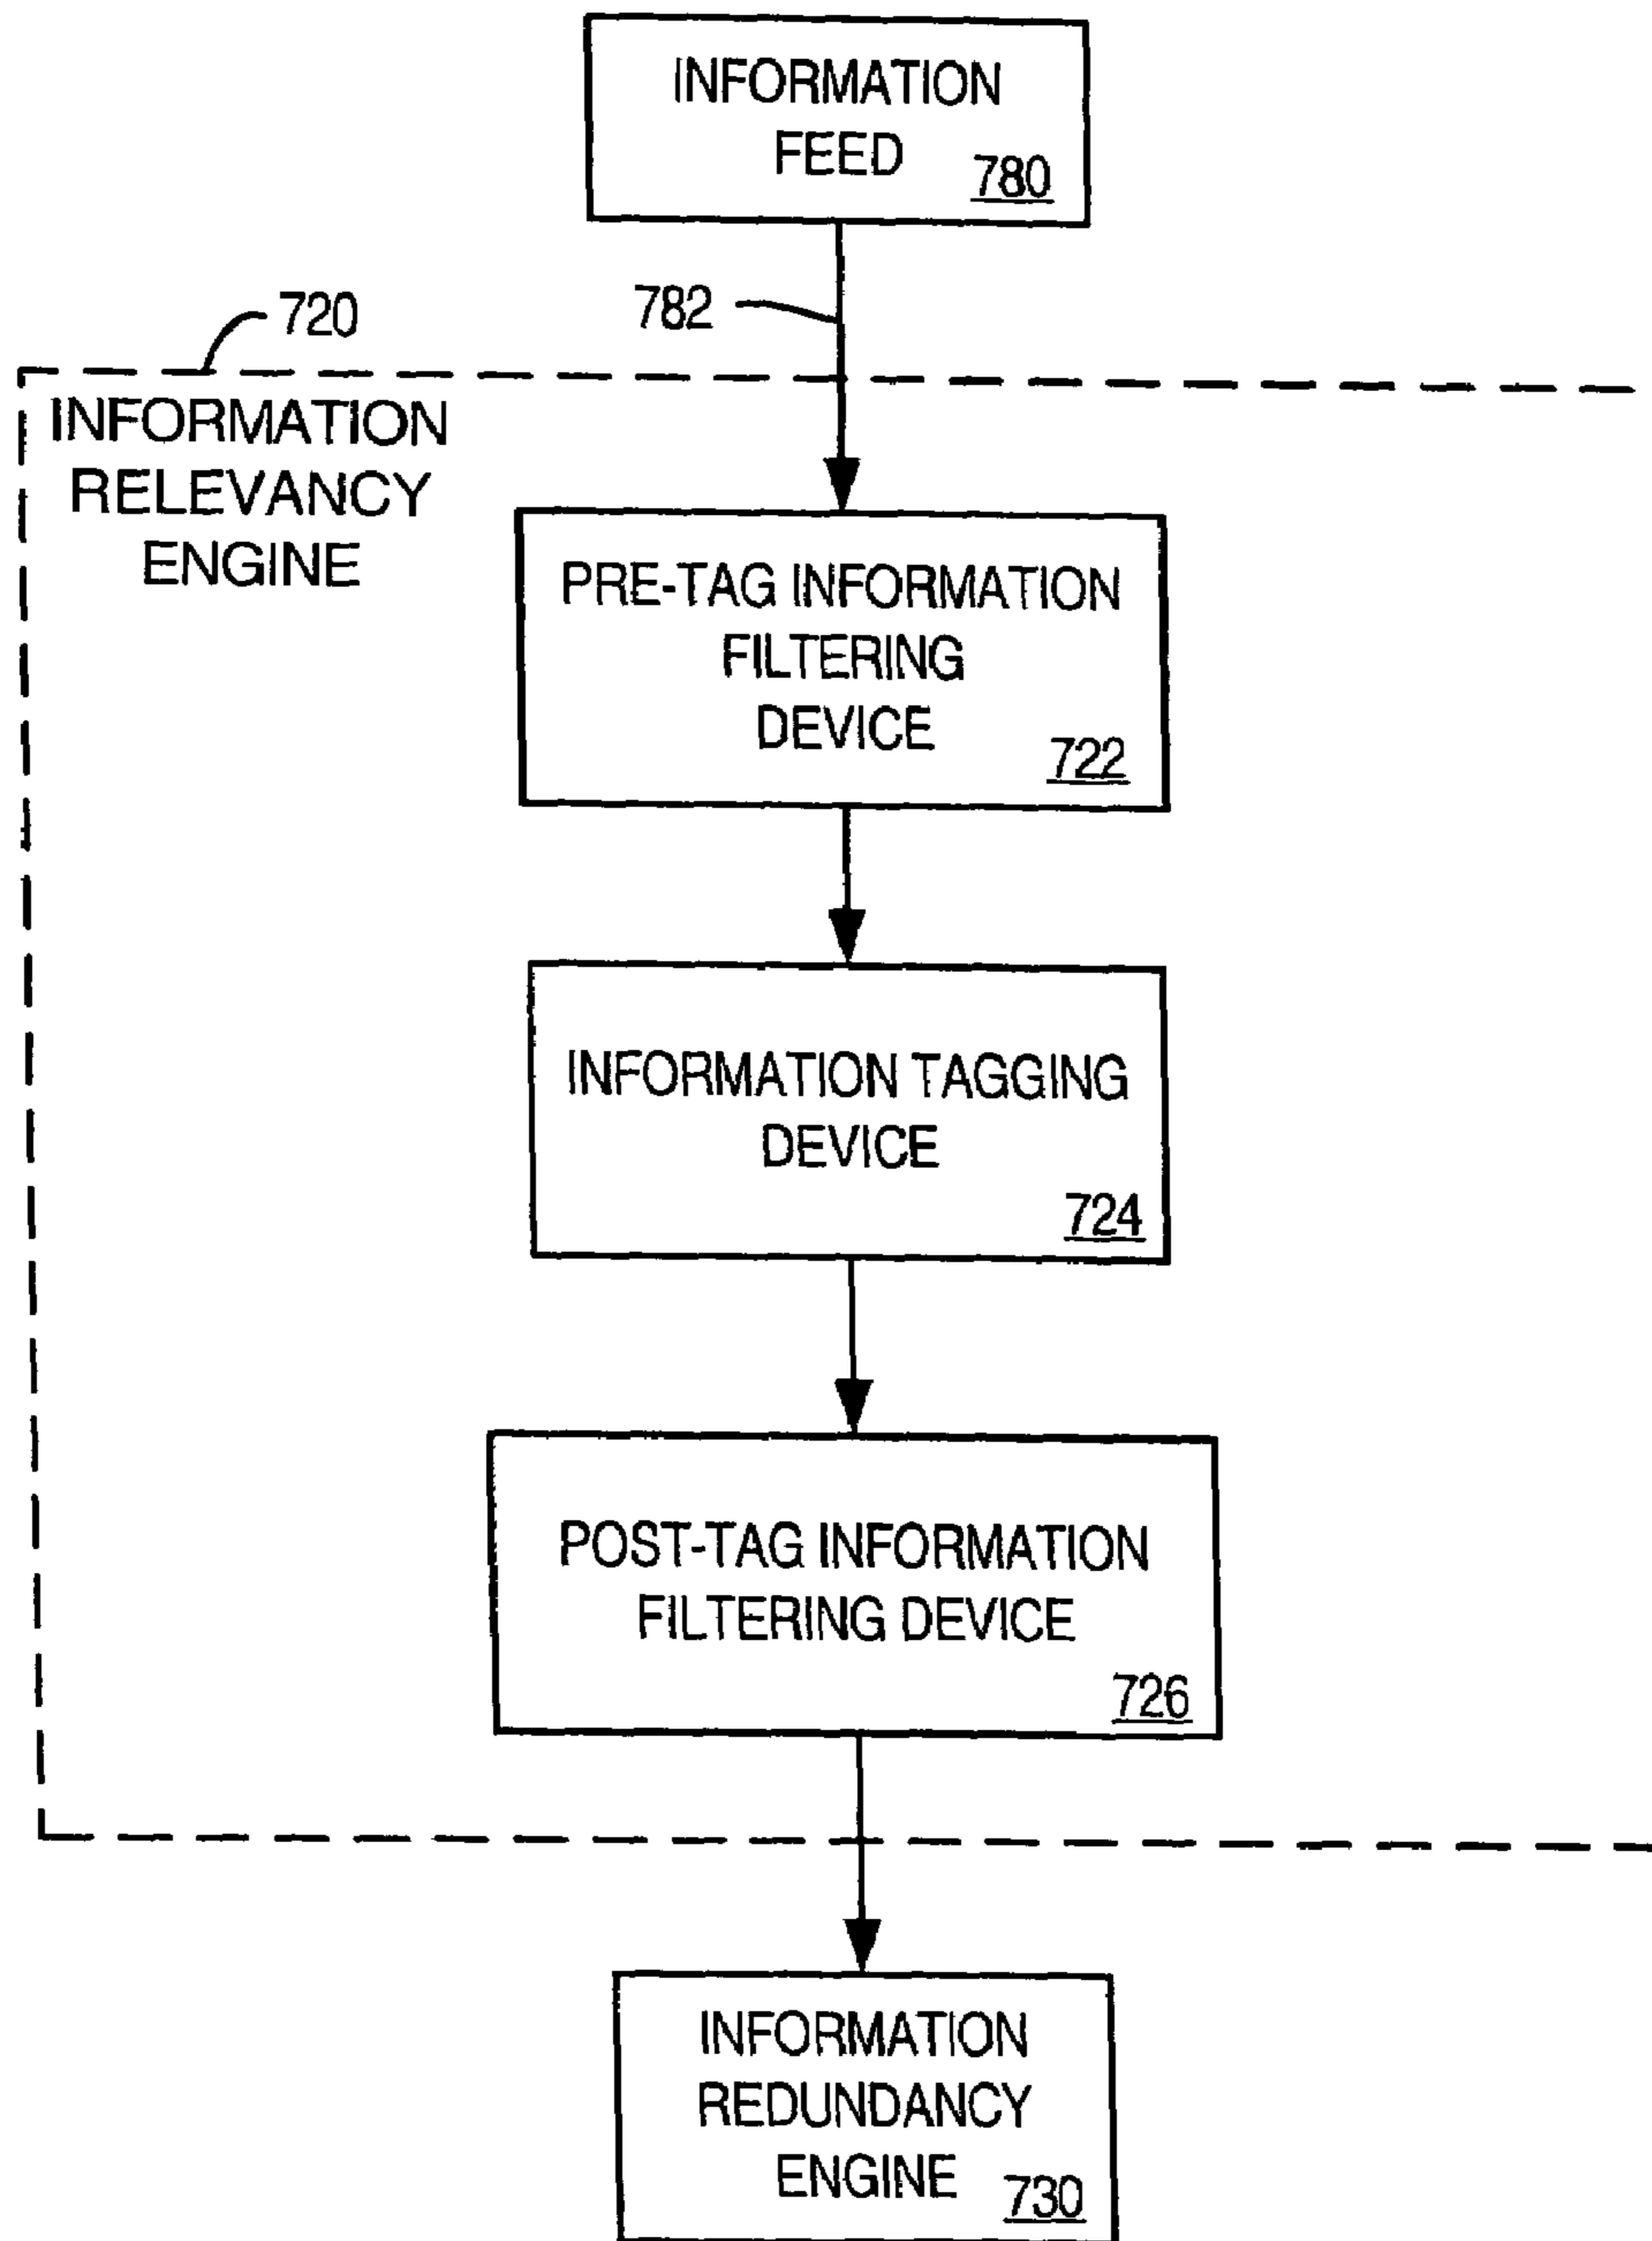 INFORMATION
FEED
780
720
782
INFORMATION
RELEVANCY
ENGINE
PRE-TAG INFORMATION
FILTERING
DEVICE
722
INFORMATION TAGGING
DEVICE
724
POST-TAG INFORMATION
FILTERING DEVICE
726
INFORMATION
REDUNDANCY
ENGINE
730